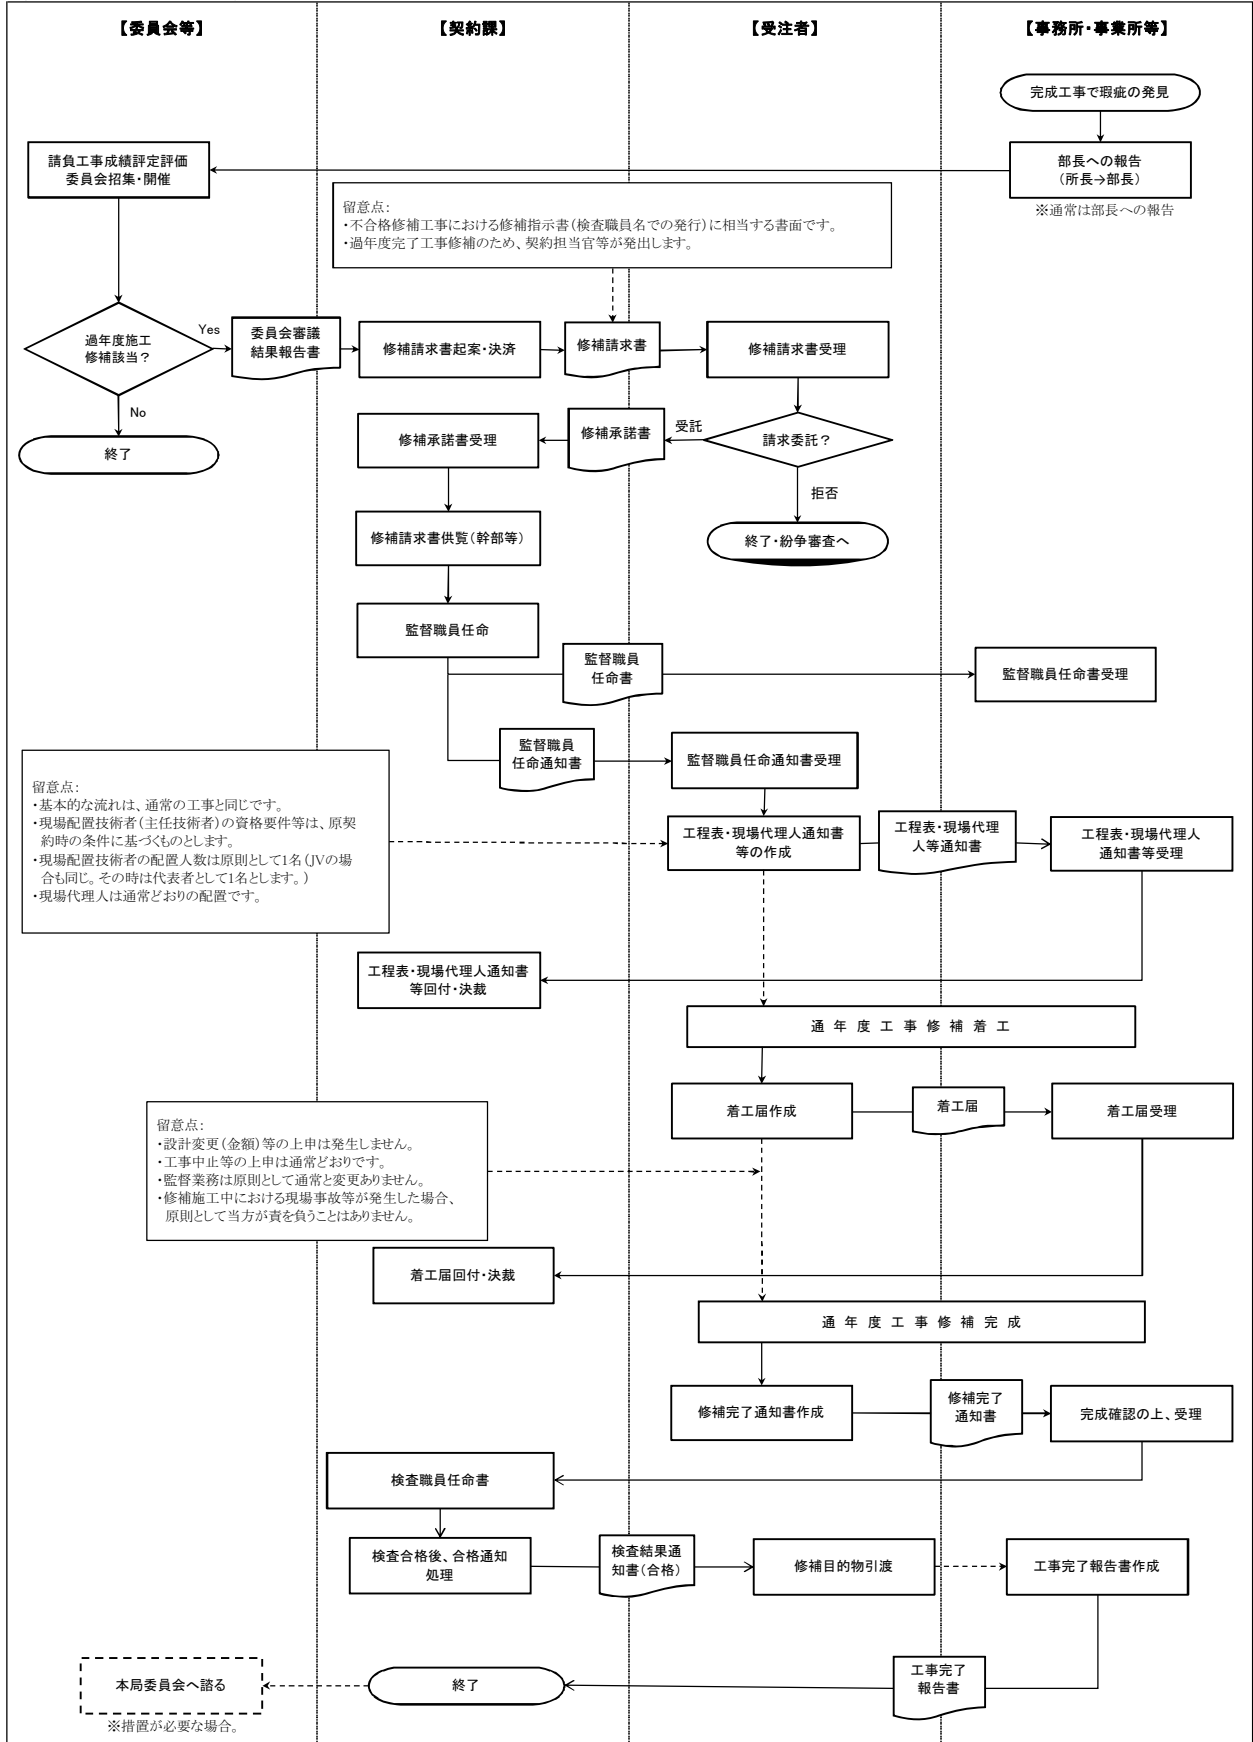 【委員会等】
【契約課】
【受注者】
【事務所・事業所等】
完成工事で瑕疵の発見
請負工事成績評定評価
委員会招集・開催
部長への報告
（所長→部長）
※通常は部長への報告
留意点：
・不合格修補工事における修補指示書（検査職員名での発行）に相当する書面です。
・過年度完了工事修補のため、契約担当官等が発出します。
過年度施工
修補該当？
Yes
委員会審議
結果報告書
修補請求書起案・決済
修補請求書
修補請求書受理
No
終了
修補承諾書受理
修補承諾書
受託
請求委託？
拒否
修補請求書供覧（幹部等）
終了・紛争審査へ
監督職員任命
監督職員
任命書
監督職員任命書受理
監督職員
任命通知書
監督職員任命通知書受理
留意点：
・基本的な流れは、通常の工事と同じです。
・現場配置技術者（主任技術者）の資格要件等は、原契
約時の条件に基づくものとします。
・現場配置技術者の配置人数は原則として1名（JVの場
合も同じ。その時は代表者として1名とします。）
・現場代理人は通常どおりの配置です。
工程表・現場代理人通知書
等の作成
工程表・現場代理
人等通知書
工程表・現場代理人
通知書等受理
工程表・現場代理人通知書
等回付・決裁
通年度工事修補着工
着工届作成
着工届
着工届受理
留意点：
・設計変更（金額）等の上申は発生しません。
・工事中止等の上申は通常どおりです。
・監督業務は原則として通常と変更ありません。
・修補施工中における現場事故等が発生した場合、
原則として当方が責を負うことはありません。
着工届回付・決裁
通年度工事修補完成
修補完了通知書作成
修補完了
通知書
完成確認の上、受理
検査職員任命書
検査合格後、合格通知
処理
検査結果通
知書（合格）
修補目的物引渡
工事完了報告書作成
本局委員会へ諮る
※措置が必要な場合。
終了
工事完了
報告書